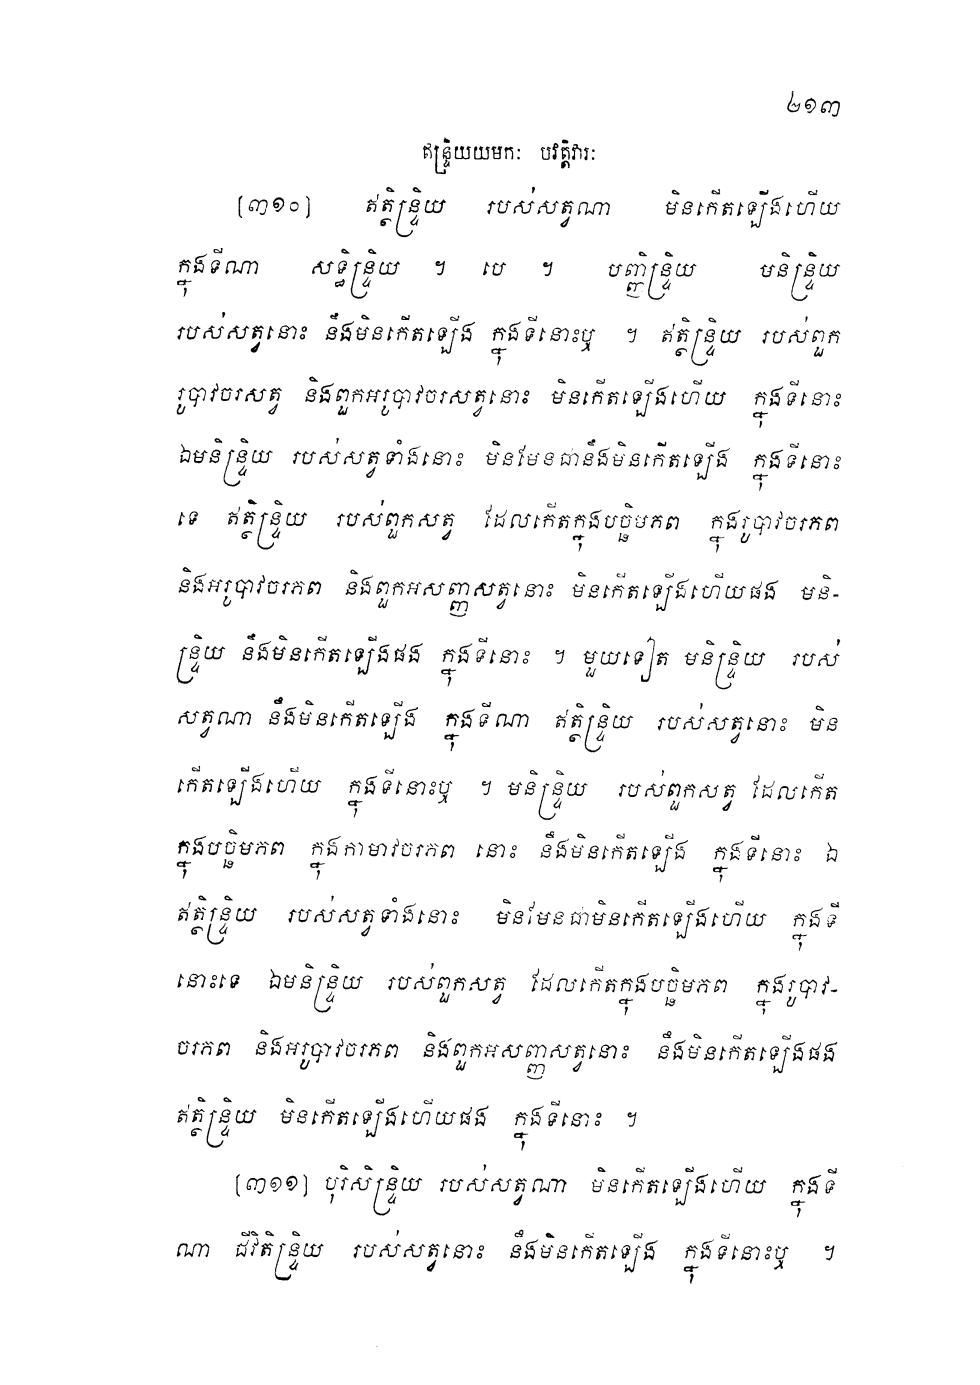 ២១៣
ឥន្ទ្រិយយមកៈ បវត្តិវារៈ
[៣១០] ឥត្ថិន្ទ្រិយ របស់សត្វណា មិនកើតឡើងហើយ
ក្នុងទីណា សទ្ធិន្ទ្រិយ ។ បេ ។ បញ្ញិន្ទ្រិយ មនិន្ទ្រិយ
របស់សត្វនោះ នឹងមិនកើតឡើង ក្នុងទីនោះឬ ។ ឥត្ថិន្ទ្រិយ របស់ពួក
រូបាវចរសត្វ និងពួកអរូបាវចរសត្វនោះ មិនកើតឡើងហើយ ក្នុងទីនោះ
ឯមនិន្ទ្រិយ របស់សត្វទាំងនោះ មិនមែនជានឹងមិនកើតឡើង ក្នុងទីនោះ
ទេ ឥត្ថិន្ទ្រិយ របស់ពួកសត្វ ដែលកើតក្នុងបច្ឆិមភព ក្នុងរូបាវចរភព
និងអរូបាវចរភព និងពួកអសញ្ញសត្វនោះ មិនកើតឡើងហើយផង មនិ-
ន្ទ្រិយ នឹងមិនកើតឡើងផង ក្នុងទីនោះ ។ មួយទៀត មនិន្ទ្រិយ របស់
សត្វណា នឹងមិនកើតឡើង ក្នុងទីណា ឥត្ថិន្ទ្រិយ របស់សត្វនោះ មិន
កើតឡើងហើយ ក្នុងទីនោះឬ ។ មនិន្ទ្រិយ របស់ពួកសត្វ ដែលកើត
ក្នុងបច្ឆិមភព ក្នុងកាមាវចរភព នោះ នឹងមិនកើតឡើង ក្នុងទីនោះ ឯ
ឥត្ថិន្ទ្រិយ របស់សត្វទាំងនោះ មិនមែនជាមិនកើតឡើងហើយ ក្នុងទី
នោះទេ ឯមនិន្ទ្រិយ របស់ពួកសត្វ ដែលកើតក្នុងបច្ឆិមភព ក្នុងរូបាវ-
ចរភព និងអរូបាវចរភព និងពួកអសញ្ញសត្វនោះ នឹងមិនកើតឡើងផង
ឥត្ថិន្ទ្រិយ មិនកើតឡើងហើយផង ក្នុងទីនោះ ។
[៣១១] បុរិសិន្ទ្រិយ របស់សត្វណា មិនកើតឡើងហើយ ក្នុងទី
ណា ជីវិតិន្ទ្រិយ របស់សត្វនោះ នឹងមិនកើតឡើង ក្នុងទីនោះឬ ។